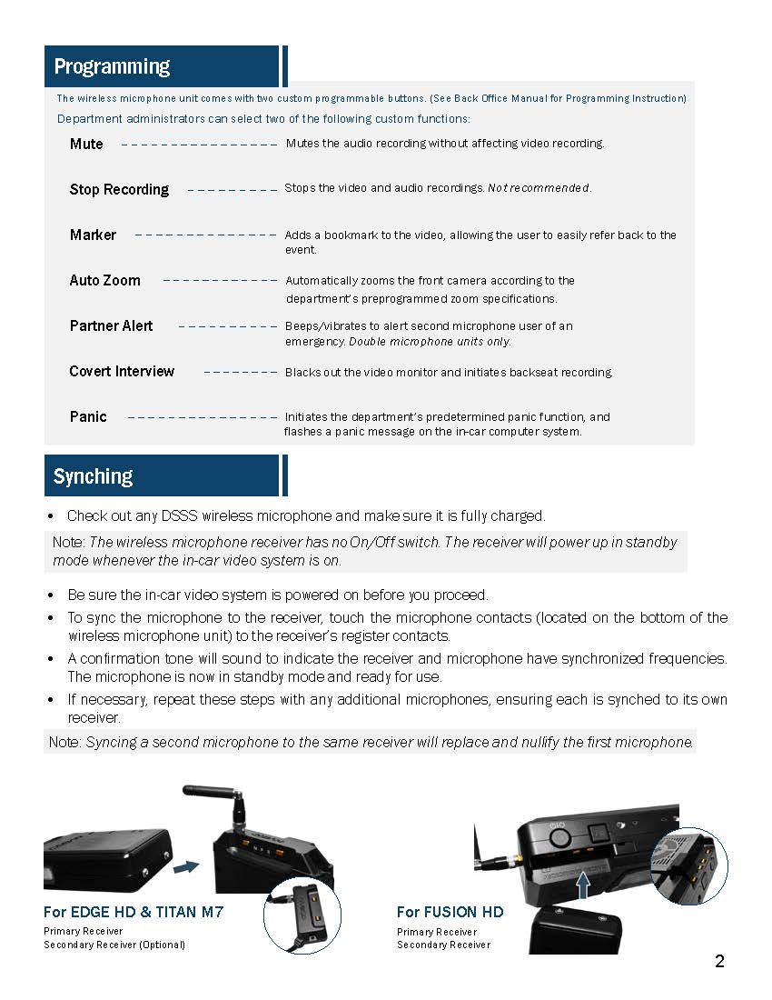 Programming
The wireless microphone unit comes with two custom programmable buttons. (See Back Office Manual for Programming Instruction)
Department administrators can select two of the following custom functions:
Mute Mutes the audio recording without affecting video recording.
Stop Recording Stops the video and audio recordings. Not recommended.
Marker Adds a bookmark to the video, allowing the user to easily refer back to the
event.
Auto Zoom Automatically zooms the front camera according to the
department's preprogrammed zoom specifications.
Partner Alert Beeps/vibrates to alert second microphone user of an
emergency. Double microphone units only.
Covert Interview Blacks out the video monitor and initiates backseat recording.
Panic Initiates the department's predetermined panic function, and
flashes a panic message on the in-car computer system.
Synching
• Check out any DSSS wireless microphone and make sure it is fully charged.
Note: The wireless microphone receiver has no On/Off switch. The receiver will power up in standby
mode whenever the in-car video system is on.
• Be sure the in-car video system is powered on before you proceed.
• To sync the microphone to the receiver, touch the microphone contacts (located on the bottom of the
wireless microphone unit) to the receiver's register contacts.
• A confirmation tone will sound to indicate the receiver and microphone have synchronized frequencies.
The microphone is now in standby mode and ready for use.
• If necessary, repeat these steps with any additional microphones, ensuring each is synched to its own
receiver.
Note: Syncing a second microphone to the same receiver will replace and nullify the first microphone.
For EDGE HD & TITAN M7
Primary Receiver
Secondary Receiver (Optional)
For FUSION HD
Primary Receiver
Secondary Receiver
2